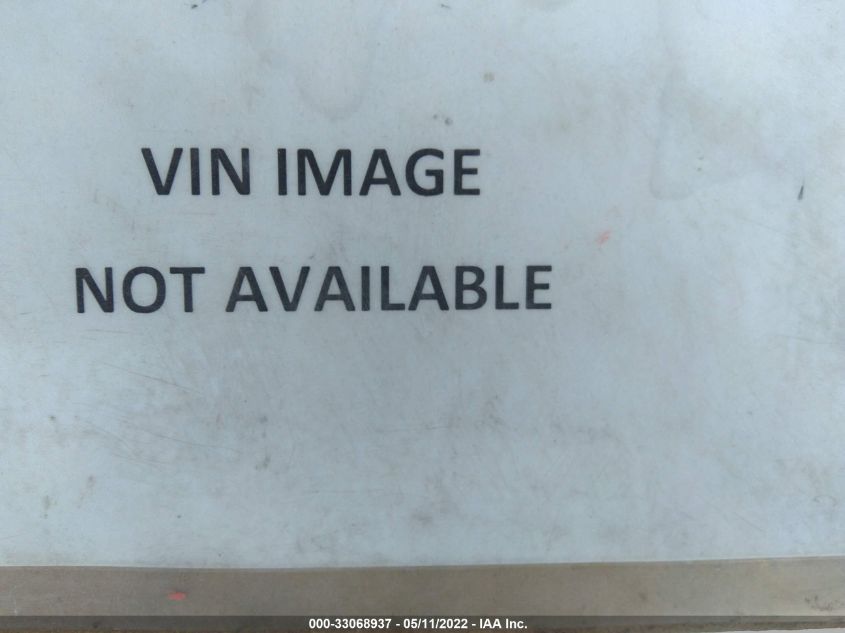 VIN IMAGE
NOT AVAILABLE
000-33068937 - 05/11/2022 - IAA Inc.